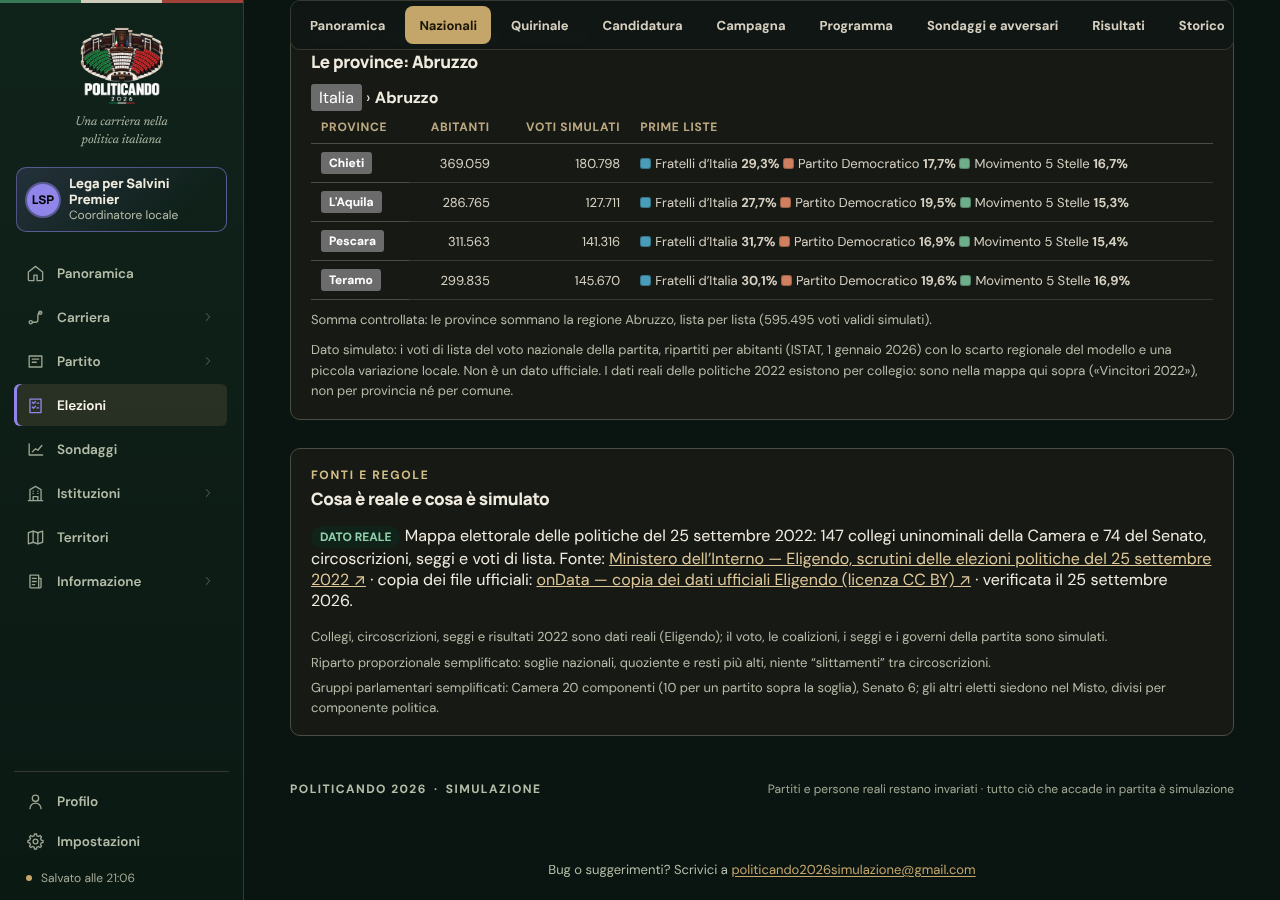 POLITICANDO
2026
Una carriera nella
politica italiana
LSP
Lega per Salvini
Premier
Coordinatore locale
Panoramica
Carriera
Partito
Elezioni
Sondaggi
Istituzioni
Territori
Informazione
Profilo
Impostazioni
Salvato alle 21:06
Panoramica Nazionali Quirinale Candidatura Campagna Programma Sondaggi e avversari Risultati Storico
Le province: Abruzzo
Italia › Abruzzo
PROVINCE ABITANTI VOTI SIMULATI PRIME LISTE
Chieti 369.059 180.798 Fratelli d’Italia 29,3% Partito Democratico 17,7% Movimento 5 Stelle 16,7%
L'Aquila 286.765 127.711 Fratelli d’Italia 27,7% Partito Democratico 19,5% Movimento 5 Stelle 15,3%
Pescara 311.563 141.316 Fratelli d’Italia 31,7% Partito Democratico 16,9% Movimento 5 Stelle 15,4%
Teramo 299.835 145.670 Fratelli d’Italia 30,1% Partito Democratico 19,6% Movimento 5 Stelle 16,9%
Somma controllata: le province sommano la regione Abruzzo, lista per lista (595.495 voti validi simulati).
Dato simulato: i voti di lista del voto nazionale della partita, ripartiti per abitanti (ISTAT, 1 gennaio 2026) con lo scarto regionale del modello e una
piccola variazione locale. Non è un dato ufficiale. I dati reali delle politiche 2022 esistono per collegio: sono nella mappa qui sopra («Vincitori 2022»),
non per provincia né per comune.
FONTI E REGOLE
Cosa è reale e cosa è simulato
DATO REALE Mappa elettorale delle politiche del 25 settembre 2022: 147 collegi uninominali della Camera e 74 del Senato,
circoscrizioni, seggi e voti di lista. Fonte: Ministero dell’Interno — Eligendo, scrutini delle elezioni politiche del 25 settembre
2022 ↗ · copia dei file ufficiali: onData — copia dei dati ufficiali Eligendo (licenza CC BY) ↗ · verificata il 25 settembre
2026.
Collegi, circoscrizioni, seggi e risultati 2022 sono dati reali (Eligendo); il voto, le coalizioni, i seggi e i governi della partita sono simulati.
Riparto proporzionale semplificato: soglie nazionali, quoziente e resti più alti, niente “slittamenti” tra circoscrizioni.
Gruppi parlamentari semplificati: Camera 20 componenti (10 per un partito sopra la soglia), Senato 6; gli altri eletti siedono nel Misto, divisi per
componente politica.
POLITICANDO 2026 · SIMULAZIONE
Partiti e persone reali restano invariati · tutto ciò che accade in partita è simulazione
Bug o suggerimenti? Scrivici a politicando2026simulazione@gmail.com